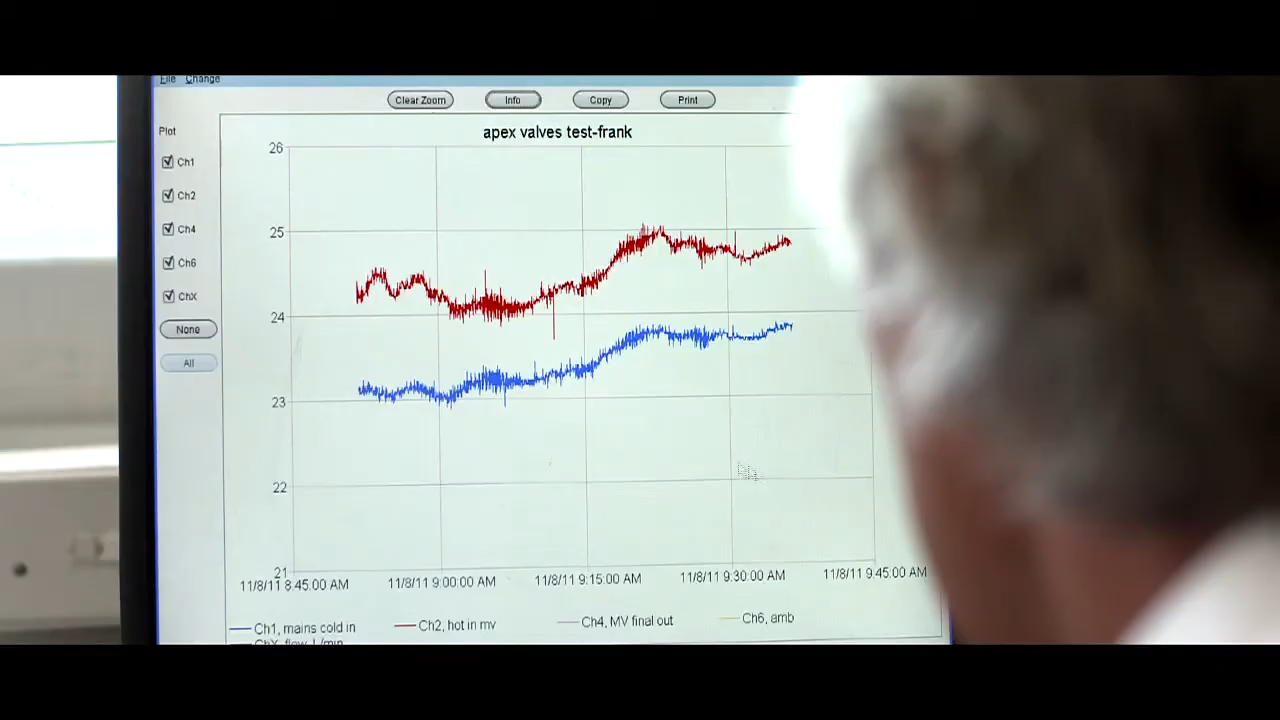 File Change
Clear Zoom Info Copy Print
apex valves test-frank
Plot
Ch1
Ch2
Ch4
Ch6
ChX
None
All
26
25
24
23
22
21
11/8/11 8:45:00 AM 11/8/11 9:00:00 AM 11/8/11 9:15:00 AM 11/8/11 9:30:00 AM 11/8/11 9:45:00 AM
Ch1, mains cold in Ch2, hot in mv Ch4, MV final out Ch6, amb
ChX, flow, L/min